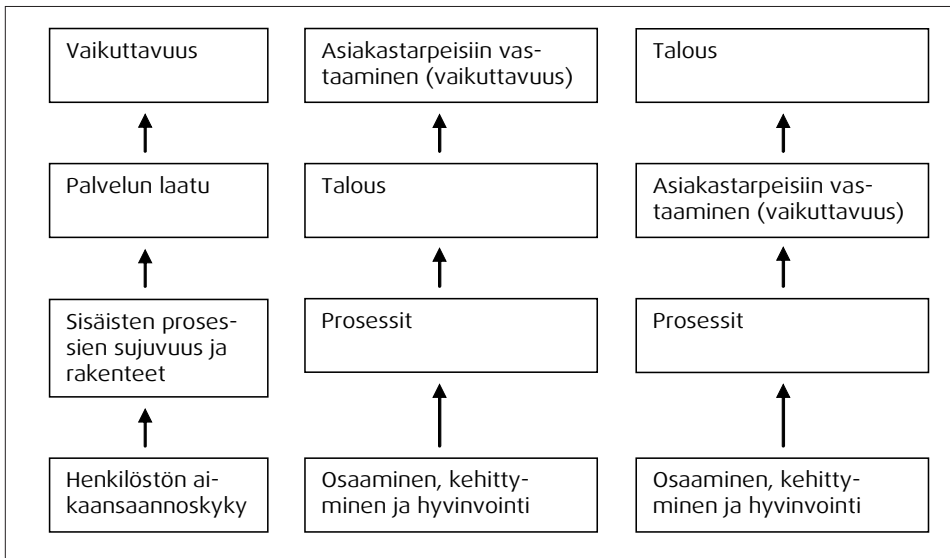 Vaikuttavuus
Asiakastarpeisiin vas-
taaminen (vaikuttavuus)
Talous
Palvelun laatu
Talous
Asiakastarpeisiin vas-
taaminen (vaikuttavuus)
Sisäisten proses-
sien sujuvuus ja
rakenteet
Prosessit
Prosessit
Henkilöstön ai-
kaansaannoskyky
Osaaminen, kehitty-
minen ja hyvinvointi
Osaaminen, kehitty-
minen ja hyvinvointi